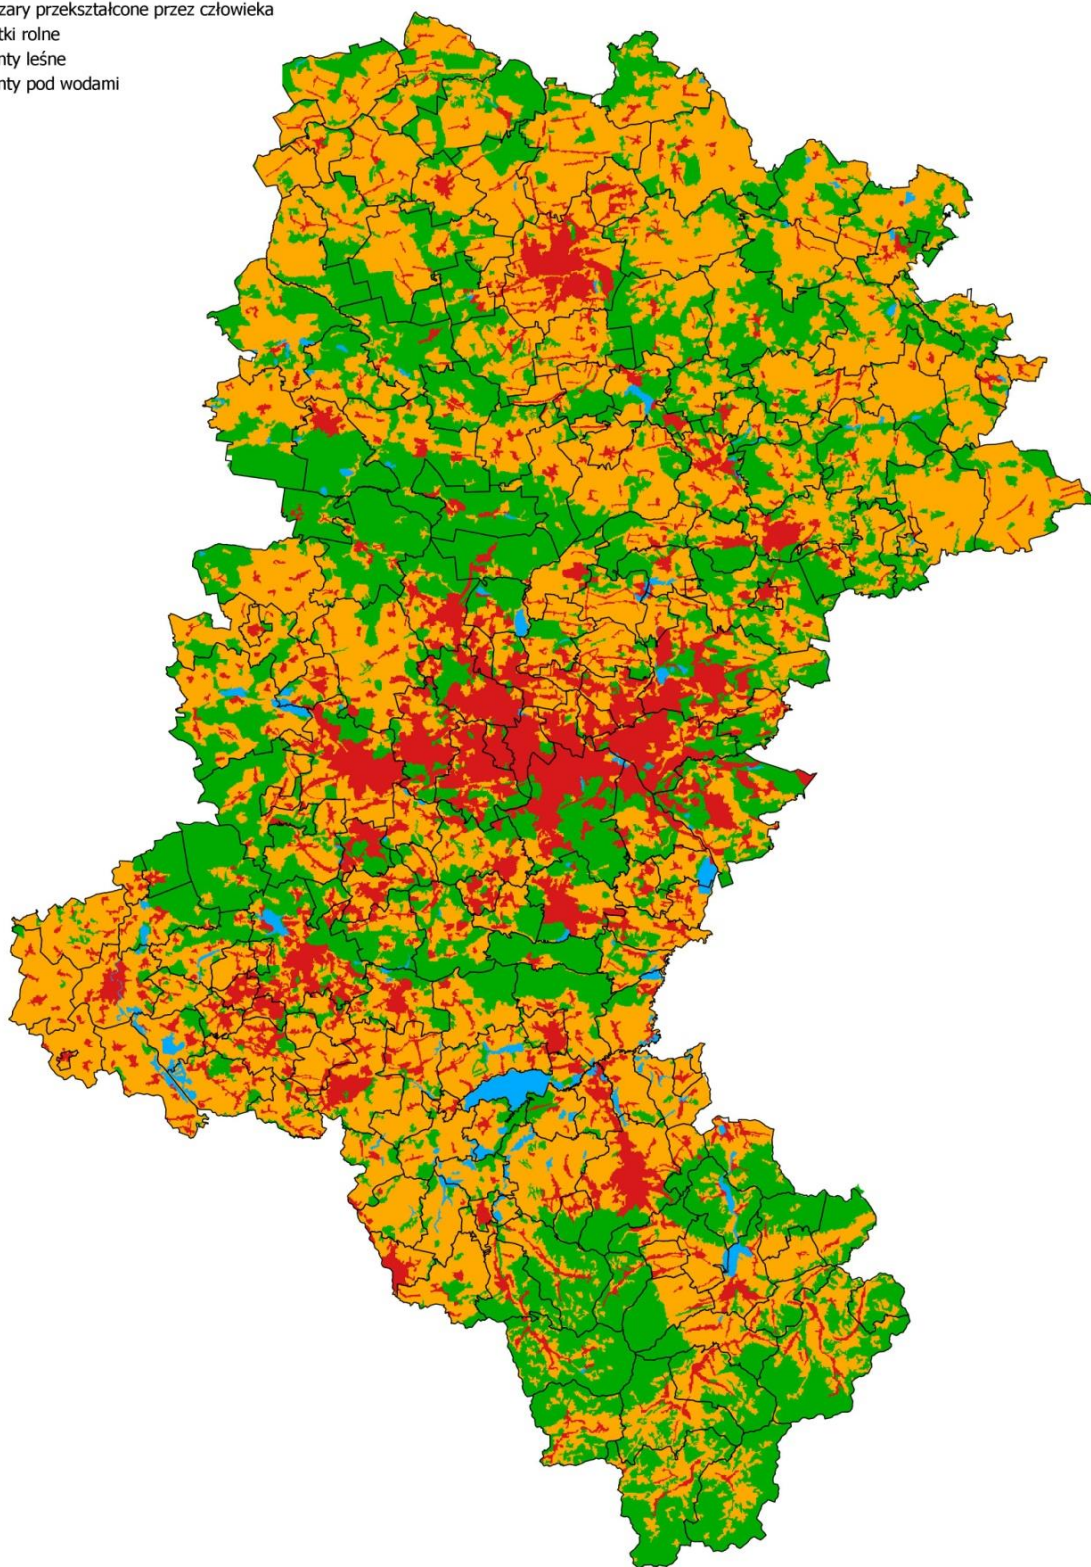 zary przekształcone przez człowieka
tki rolne
nty leśne
nty pod wodami